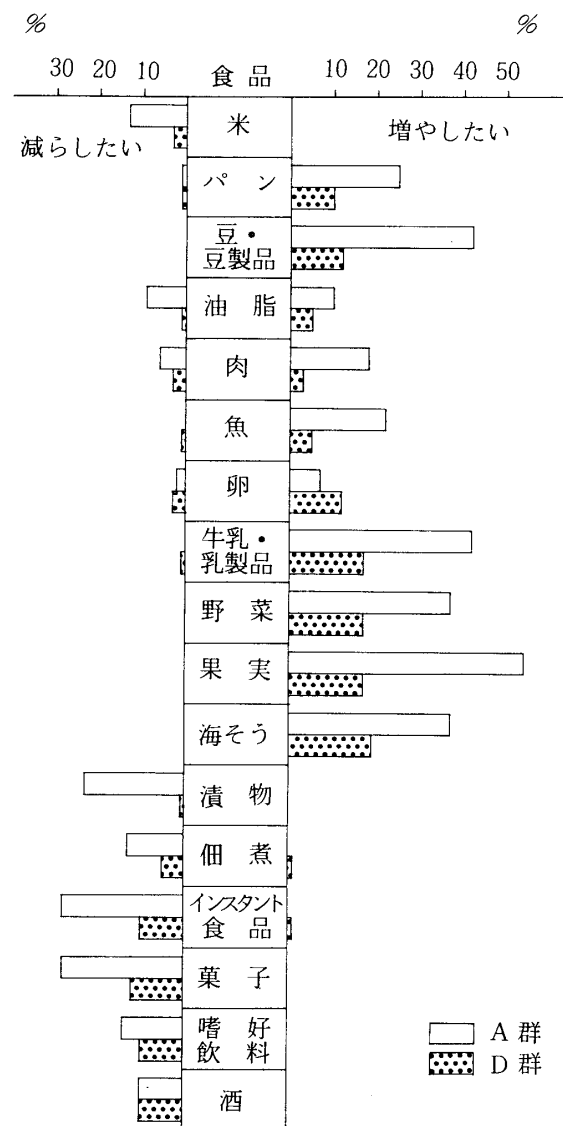 % %
30 20 10 食品 10 20 30 40 50
減らしたい 増やしたい
米
パン
豆・
豆製品
油脂
肉
魚
卵
牛乳・
乳製品
野菜
果実
海そう
漬物
佃煮
インスタント
食品
菓子
嗜好
飲料
酒
A群
D群